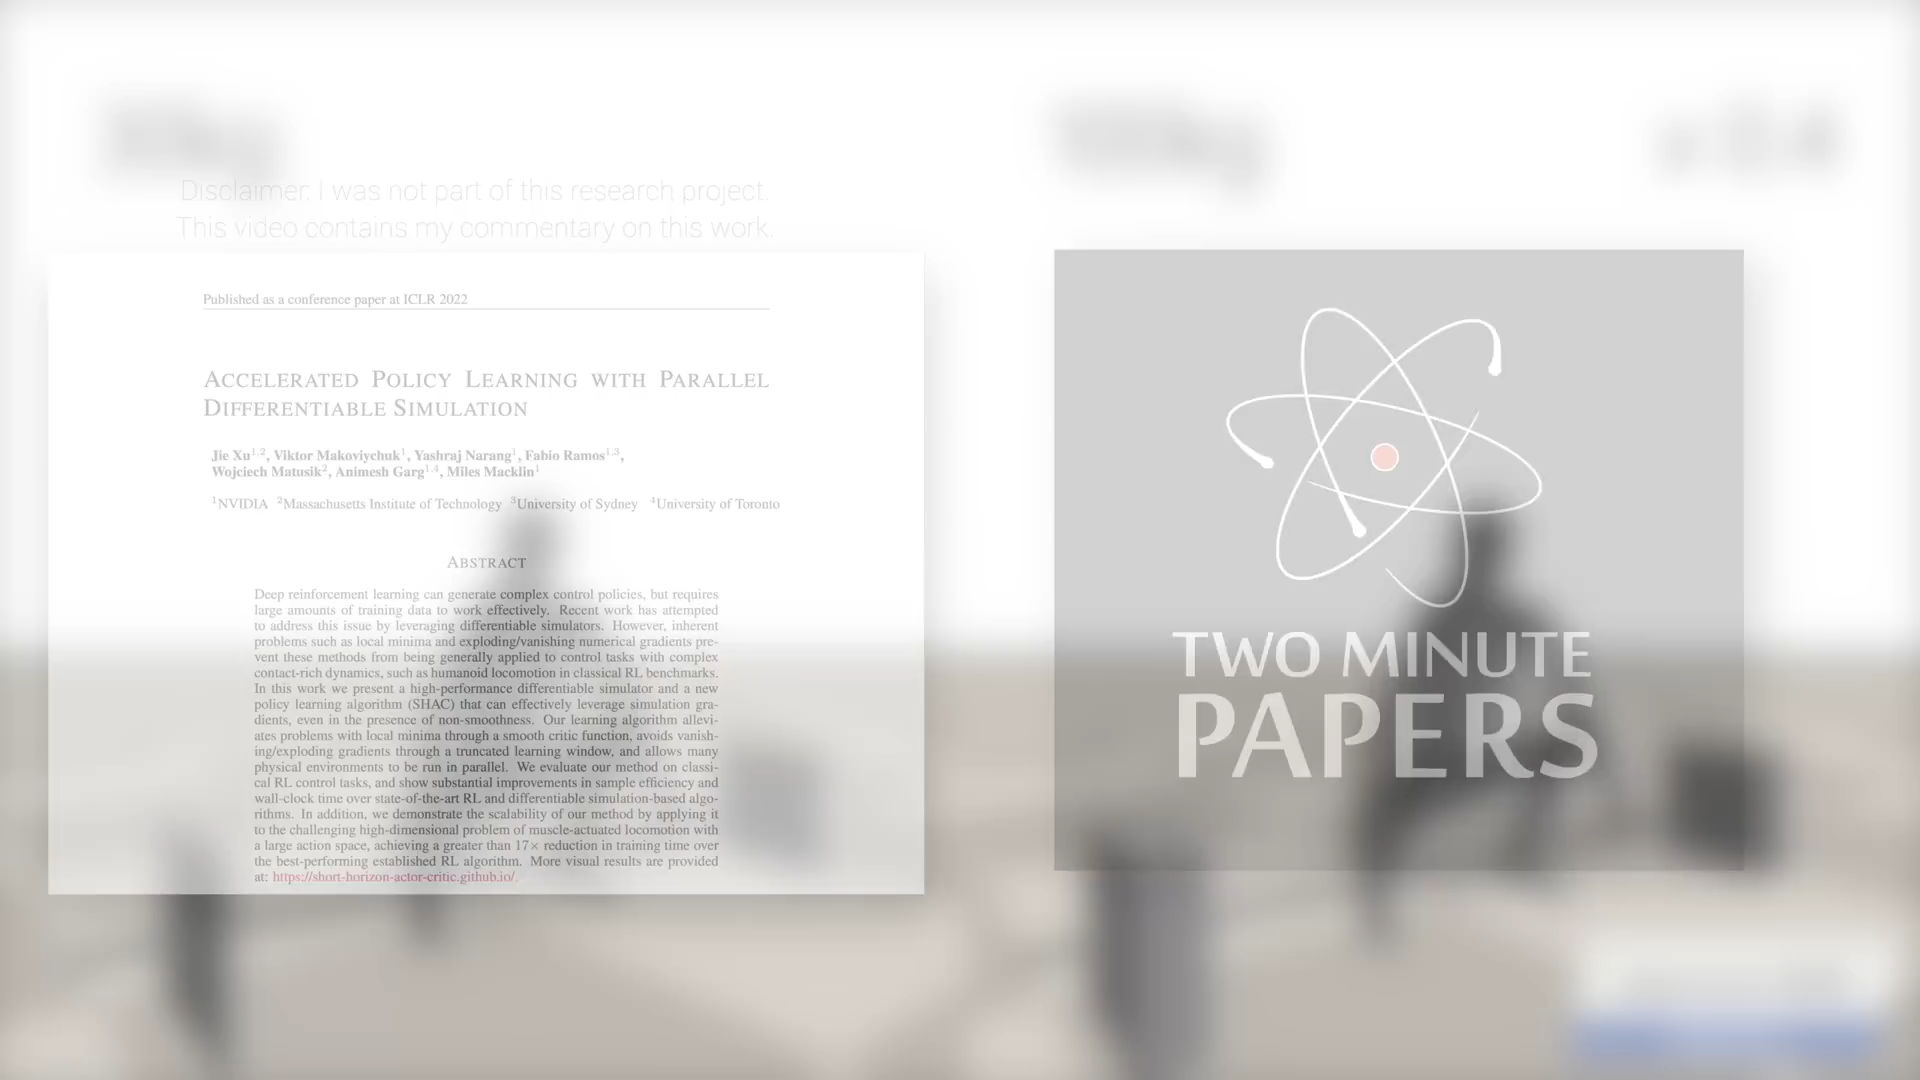 Disclaimer: I was not part of this research project.
This video contains my commentary on this work.
Published as a conference paper at ICLR 2022
ACCELERATED POLICY LEARNING WITH PARALLEL
DIFFERENTIABLE SIMULATION
Jie Xu1,2, Viktor Makoviychuk1, Yashraj Narang1, Fabio Ramos1,3,
Wojciech Matusik2, Animesh Garg1,4, Miles Macklin1
1NVIDIA 2Massachusetts Institute of Technology 3University of Sydney 4University of Toronto
ABSTRACT
Deep reinforcement learning can generate complex control policies, but requires
large amounts of training data to work effectively. Recent work has attempted
to address this issue by leveraging differentiable simulators. However, inherent
problems such as local minima and exploding/vanishing numerical gradients pre-
vent these methods from being generally applied to control tasks with complex
contact-rich dynamics, such as humanoid locomotion in classical RL benchmarks.
In this work we present a high-performance differentiable simulator and a new
policy learning algorithm (SHAC) that can effectively leverage simulation gra-
dients, even in the presence of non-smoothness. Our learning algorithm allevi-
ates problems with local minima through a smooth critic function, avoids vanish-
ing/exploding gradients through a truncated learning window, and allows many
physical environments to be run in parallel. We evaluate our method on classi-
cal RL control tasks, and show substantial improvements in sample efficiency and
wall-clock time over state-of-the-art RL and differentiable simulation-based algo-
rithms. In addition, we demonstrate the scalability of our method by applying it
to the challenging high-dimensional problem of muscle-actuated locomotion with
a large action space, achieving a greater than 17× reduction in training time over
the best-performing established RL algorithm. More visual results are provided
at: https://short-horizon-actor-critic.github.io/.
TWO MINUTE
PAPERS